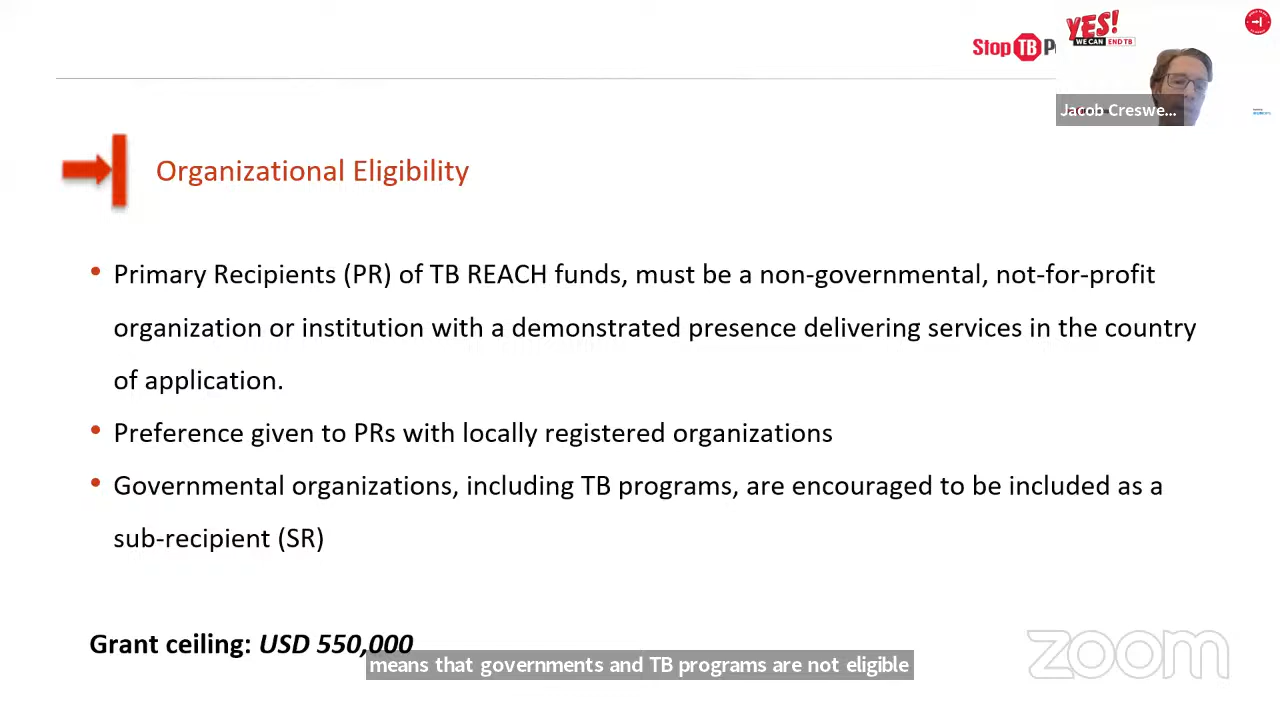 Stop TB P
YES!
WE CAN END TB
Jacob Creswe...
Organizational Eligibility
• Primary Recipients (PR) of TB REACH funds, must be a non-governmental, not-for-profit
organization or institution with a demonstrated presence delivering services in the country
of application.
• Preference given to PRs with locally registered organizations
• Governmental organizations, including TB programs, are encouraged to be included as a
sub-recipient (SR)
Grant ceiling: USD 550,000
means that governments and TB programs are not eligible
zoom